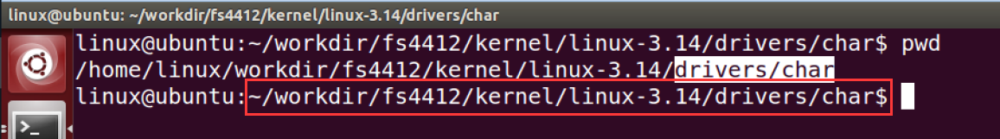 linux@ubuntu: ~/workdir/fs4412/kernel/linux-3.14/drivers/char
linux@ubuntu:~/workdir/fs4412/kernel/linux-3.14/drivers/char$ pwd
/home/linux/workdir/fs4412/kernel/linux-3.14/drivers/char
linux@ubuntu:~/workdir/fs4412/kernel/linux-3.14/drivers/char$
>_